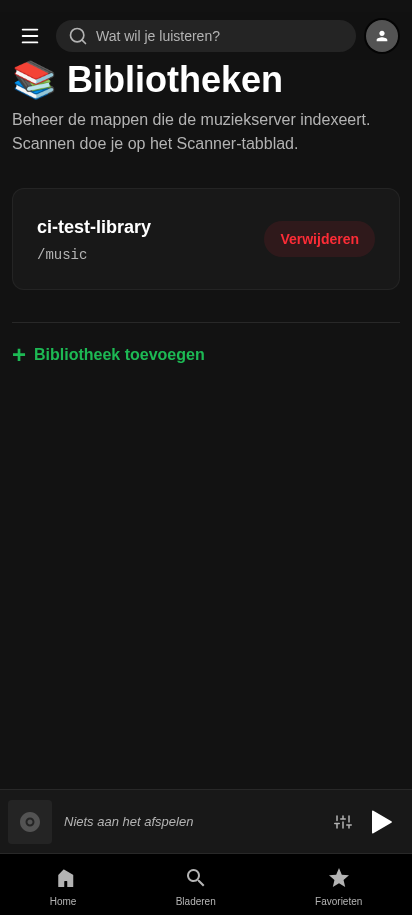 Wat wil je luisteren?
📚 Bibliotheken
Beheer de mappen die de muziekserver indexeert.
Scannen doe je op het Scanner-tabblad.
ci-test-library
/music
Verwijderen
+ Bibliotheek toevoegen
Niets aan het afspelen
Home
Bladeren
Favorieten